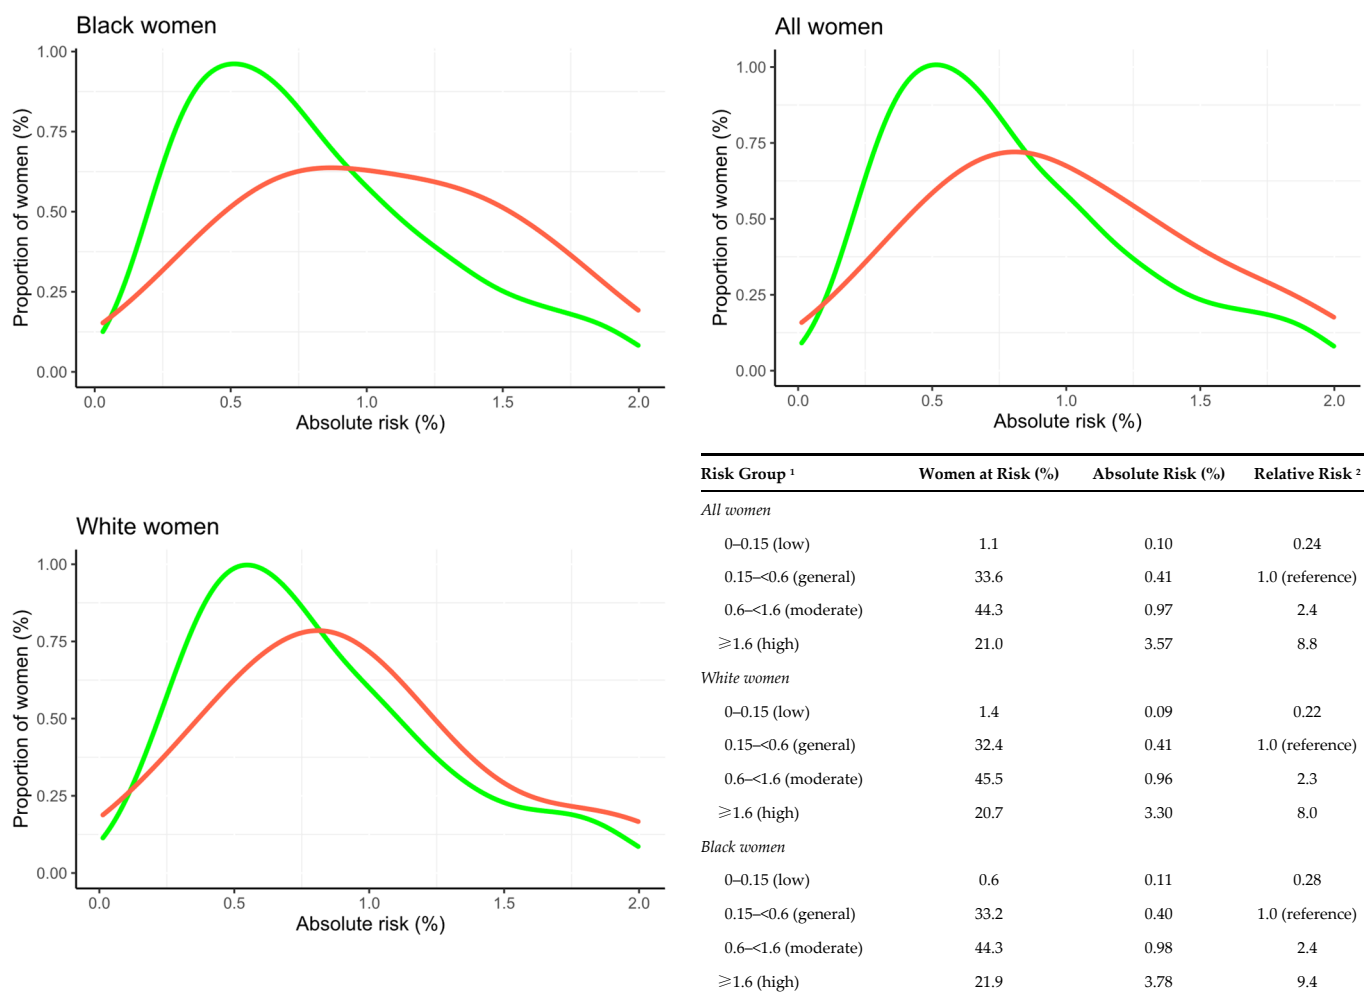 Black women
1.00
0.75
0.50
0.25
0.00
Proportion of women (%)
0.0 0.5 1.0 1.5 2.0
Absolute risk (%)
All women
1.00
0.75
0.50
0.25
0.00
Proportion of women (%)
0.0 0.5 1.0 1.5 2.0
Absolute risk (%)
White women
1.00
0.75
0.50
0.25
0.00
Proportion of women (%)
0.0 0.5 1.0 1.5 2.0
Absolute risk (%)
Risk Group ¹ Women at Risk (%) Absolute Risk (%) Relative Risk ²
All women
0–0.15 (low) 1.1 0.10 0.24
0.15–<0.6 (general) 33.6 0.41 1.0 (reference)
0.6–<1.6 (moderate) 44.3 0.97 2.4
⩾1.6 (high) 21.0 3.57 8.8
White women
0–0.15 (low) 1.4 0.09 0.22
0.15–<0.6 (general) 32.4 0.41 1.0 (reference)
0.6–<1.6 (moderate) 45.5 0.96 2.3
⩾1.6 (high) 20.7 3.30 8.0
Black women
0–0.15 (low) 0.6 0.11 0.28
0.15–<0.6 (general) 33.2 0.40 1.0 (reference)
0.6–<1.6 (moderate) 44.3 0.98 2.4
⩾1.6 (high) 21.9 3.78 9.4